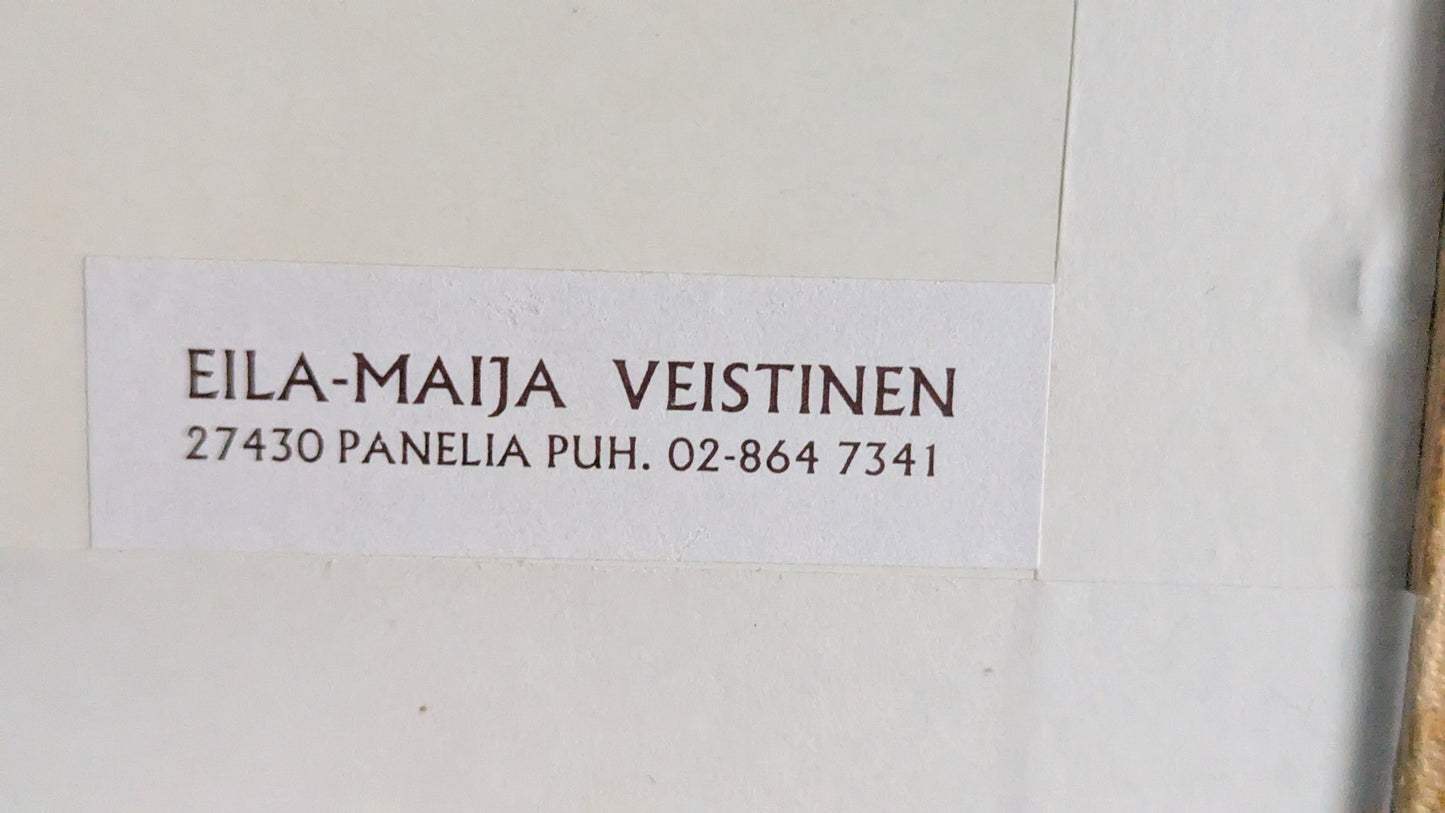 EILA-MAIJA VEISTINEN
27430 PANELIA PUH. 02-864 7341